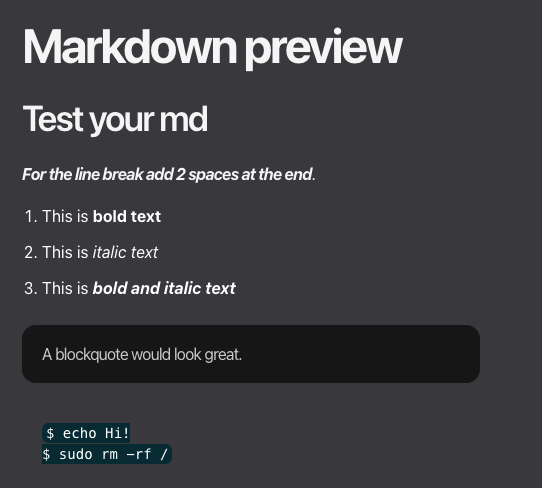 Markdown preview
Test your md
For the line break add 2 spaces at the end.
1. This is bold text
2. This is italic text
3. This is bold and italic text
A blockquote would look great.
$ echo Hi!
$ sudo rm -rf /